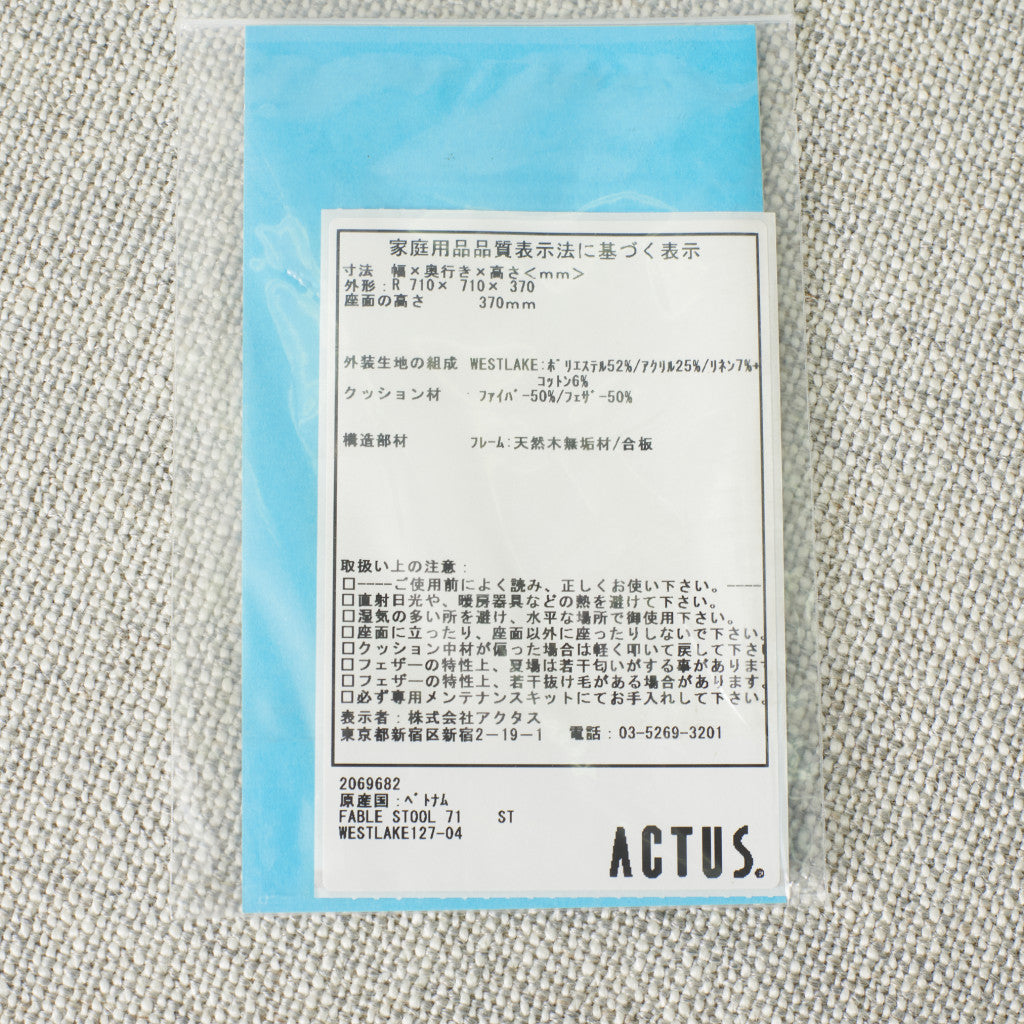 家庭用品品質表示法に基づく表示
寸法　幅×奥行き×高さ<mm>
外形：R 710× 710× 370
座面の高さ　370mm
外装生地の組成　WESTLAKE:ﾎﾟﾘｴｽﾃﾙ52%/ｱｸﾘﾙ25%/ﾘﾈﾝ7%+
ｺｯﾄﾝ6%
クッション材　ﾌｧｲﾊﾞｰ50%/ﾌｪｻﾞｰ50%
構造部材　ﾌﾚｰﾑ:天然木無垢材/合板
取扱い上の注意：
□----ご使用前によく読み、正しくお使い下さい。----
□直射日光や、暖房器具などの熱を避けて下さい。
□湿気の多い所を避け、水平な場所で御使用下さい。
□座面に立ったり、座面以外に座ったりしないで下さい。
□クッション中材が偏った場合は軽く叩いて戻して下さい
□フェザーの特性上、夏場は若干匂いがする事があります
□フェザーの特性上、若干抜け毛がある場合があります。
□必ず専用メンテナンスキットにてお手入れして下さい。
表示者：株式会社アクタス
東京都新宿区新宿2－19－1　電話：03-5269-3201
2069682
原産国：ﾍﾞﾄﾅﾑ
FABLE STOOL 71　ST
WESTLAKE127-04
ACTUS.